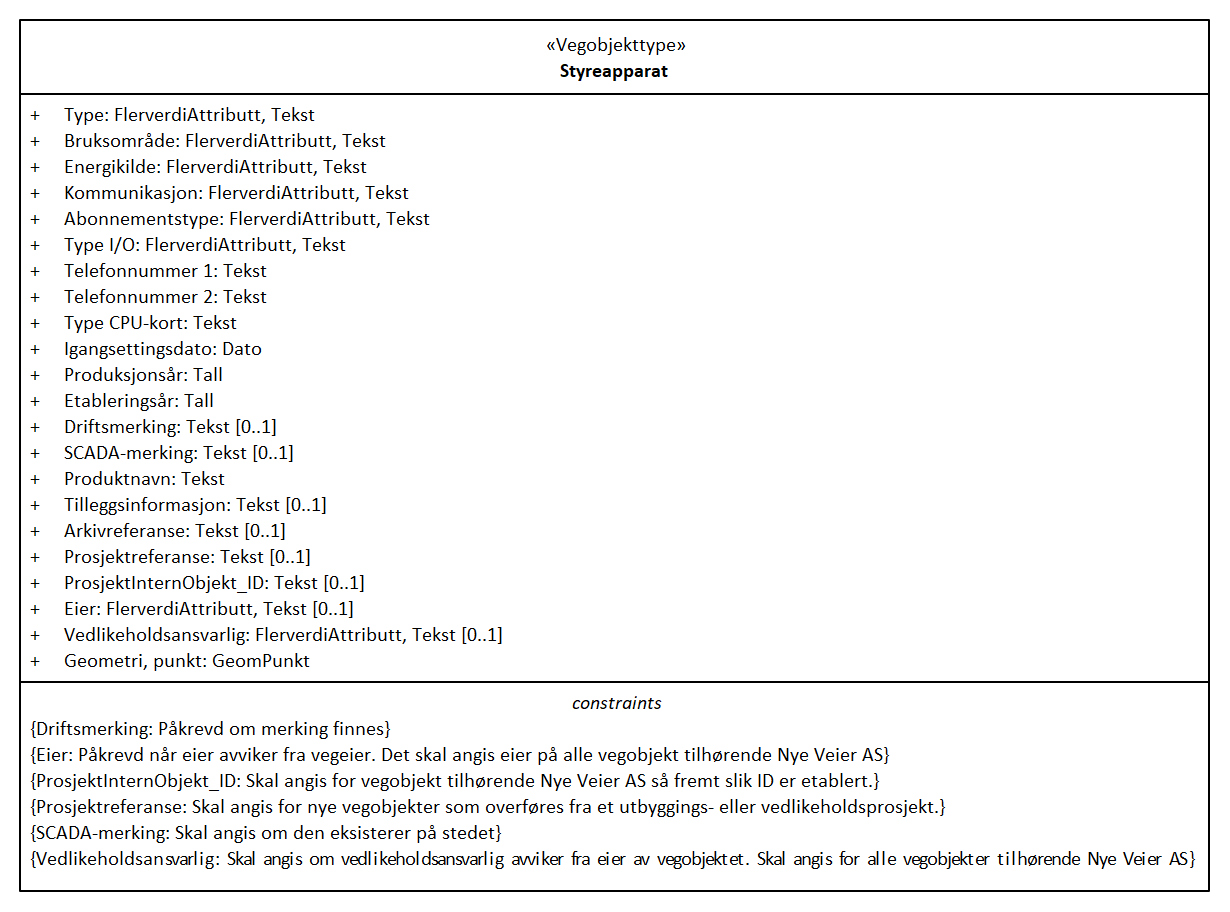 «Vegobjekttype»
Styreapparat
+ Type: FlerverdiAttributt, Tekst
+ Bruksområde: FlerverdiAttributt, Tekst
+ Energikilde: FlerverdiAttributt, Tekst
+ Kommunikasjon: FlerverdiAttributt, Tekst
+ Abonnementstype: FlerverdiAttributt, Tekst
+ Type I/O: FlerverdiAttributt, Tekst
+ Telefonnummer 1: Tekst
+ Telefonnummer 2: Tekst
+ Type CPU-kort: Tekst
+ Igangsettingsdato: Dato
+ Produksjonsår: Tall
+ Etableringsår: Tall
+ Driftsmerking: Tekst [0..1]
+ SCADA-merking: Tekst [0..1]
+ Produktnavn: Tekst
+ Tilleggsinformasjon: Tekst [0..1]
+ Arkivreferanse: Tekst [0..1]
+ Prosjektreferanse: Tekst [0..1]
+ ProsjektInternObjekt_ID: Tekst [0..1]
+ Eier: FlerverdiAttributt, Tekst [0..1]
+ Vedlikeholdsansvarlig: FlerverdiAttributt, Tekst [0..1]
+ Geometri, punkt: GeomPunkt
constraints
{Driftsmerking: Påkrevd om merking finnes}
{Eier: Påkrevd når eier avviker fra vegeier. Det skal angis eier på alle vegobjekt tilhørende Nye Veier AS}
{ProsjektInternObjekt_ID: Skal angis for vegobjekt tilhørende Nye Veier AS så fremt slik ID er etablert.}
{Prosjektreferanse: Skal angis for nye vegobjekter som overføres fra et utbyggings- eller vedlikeholdsprosjekt.}
{SCADA-merking: Skal angis om den eksisterer på stedet}
{Vedlikeholdsansvarlig: Skal angis om vedlikeholdsansvarlig avviker fra eier av vegobjektet. Skal angis for alle vegobjekter tilhørende Nye Veier AS}